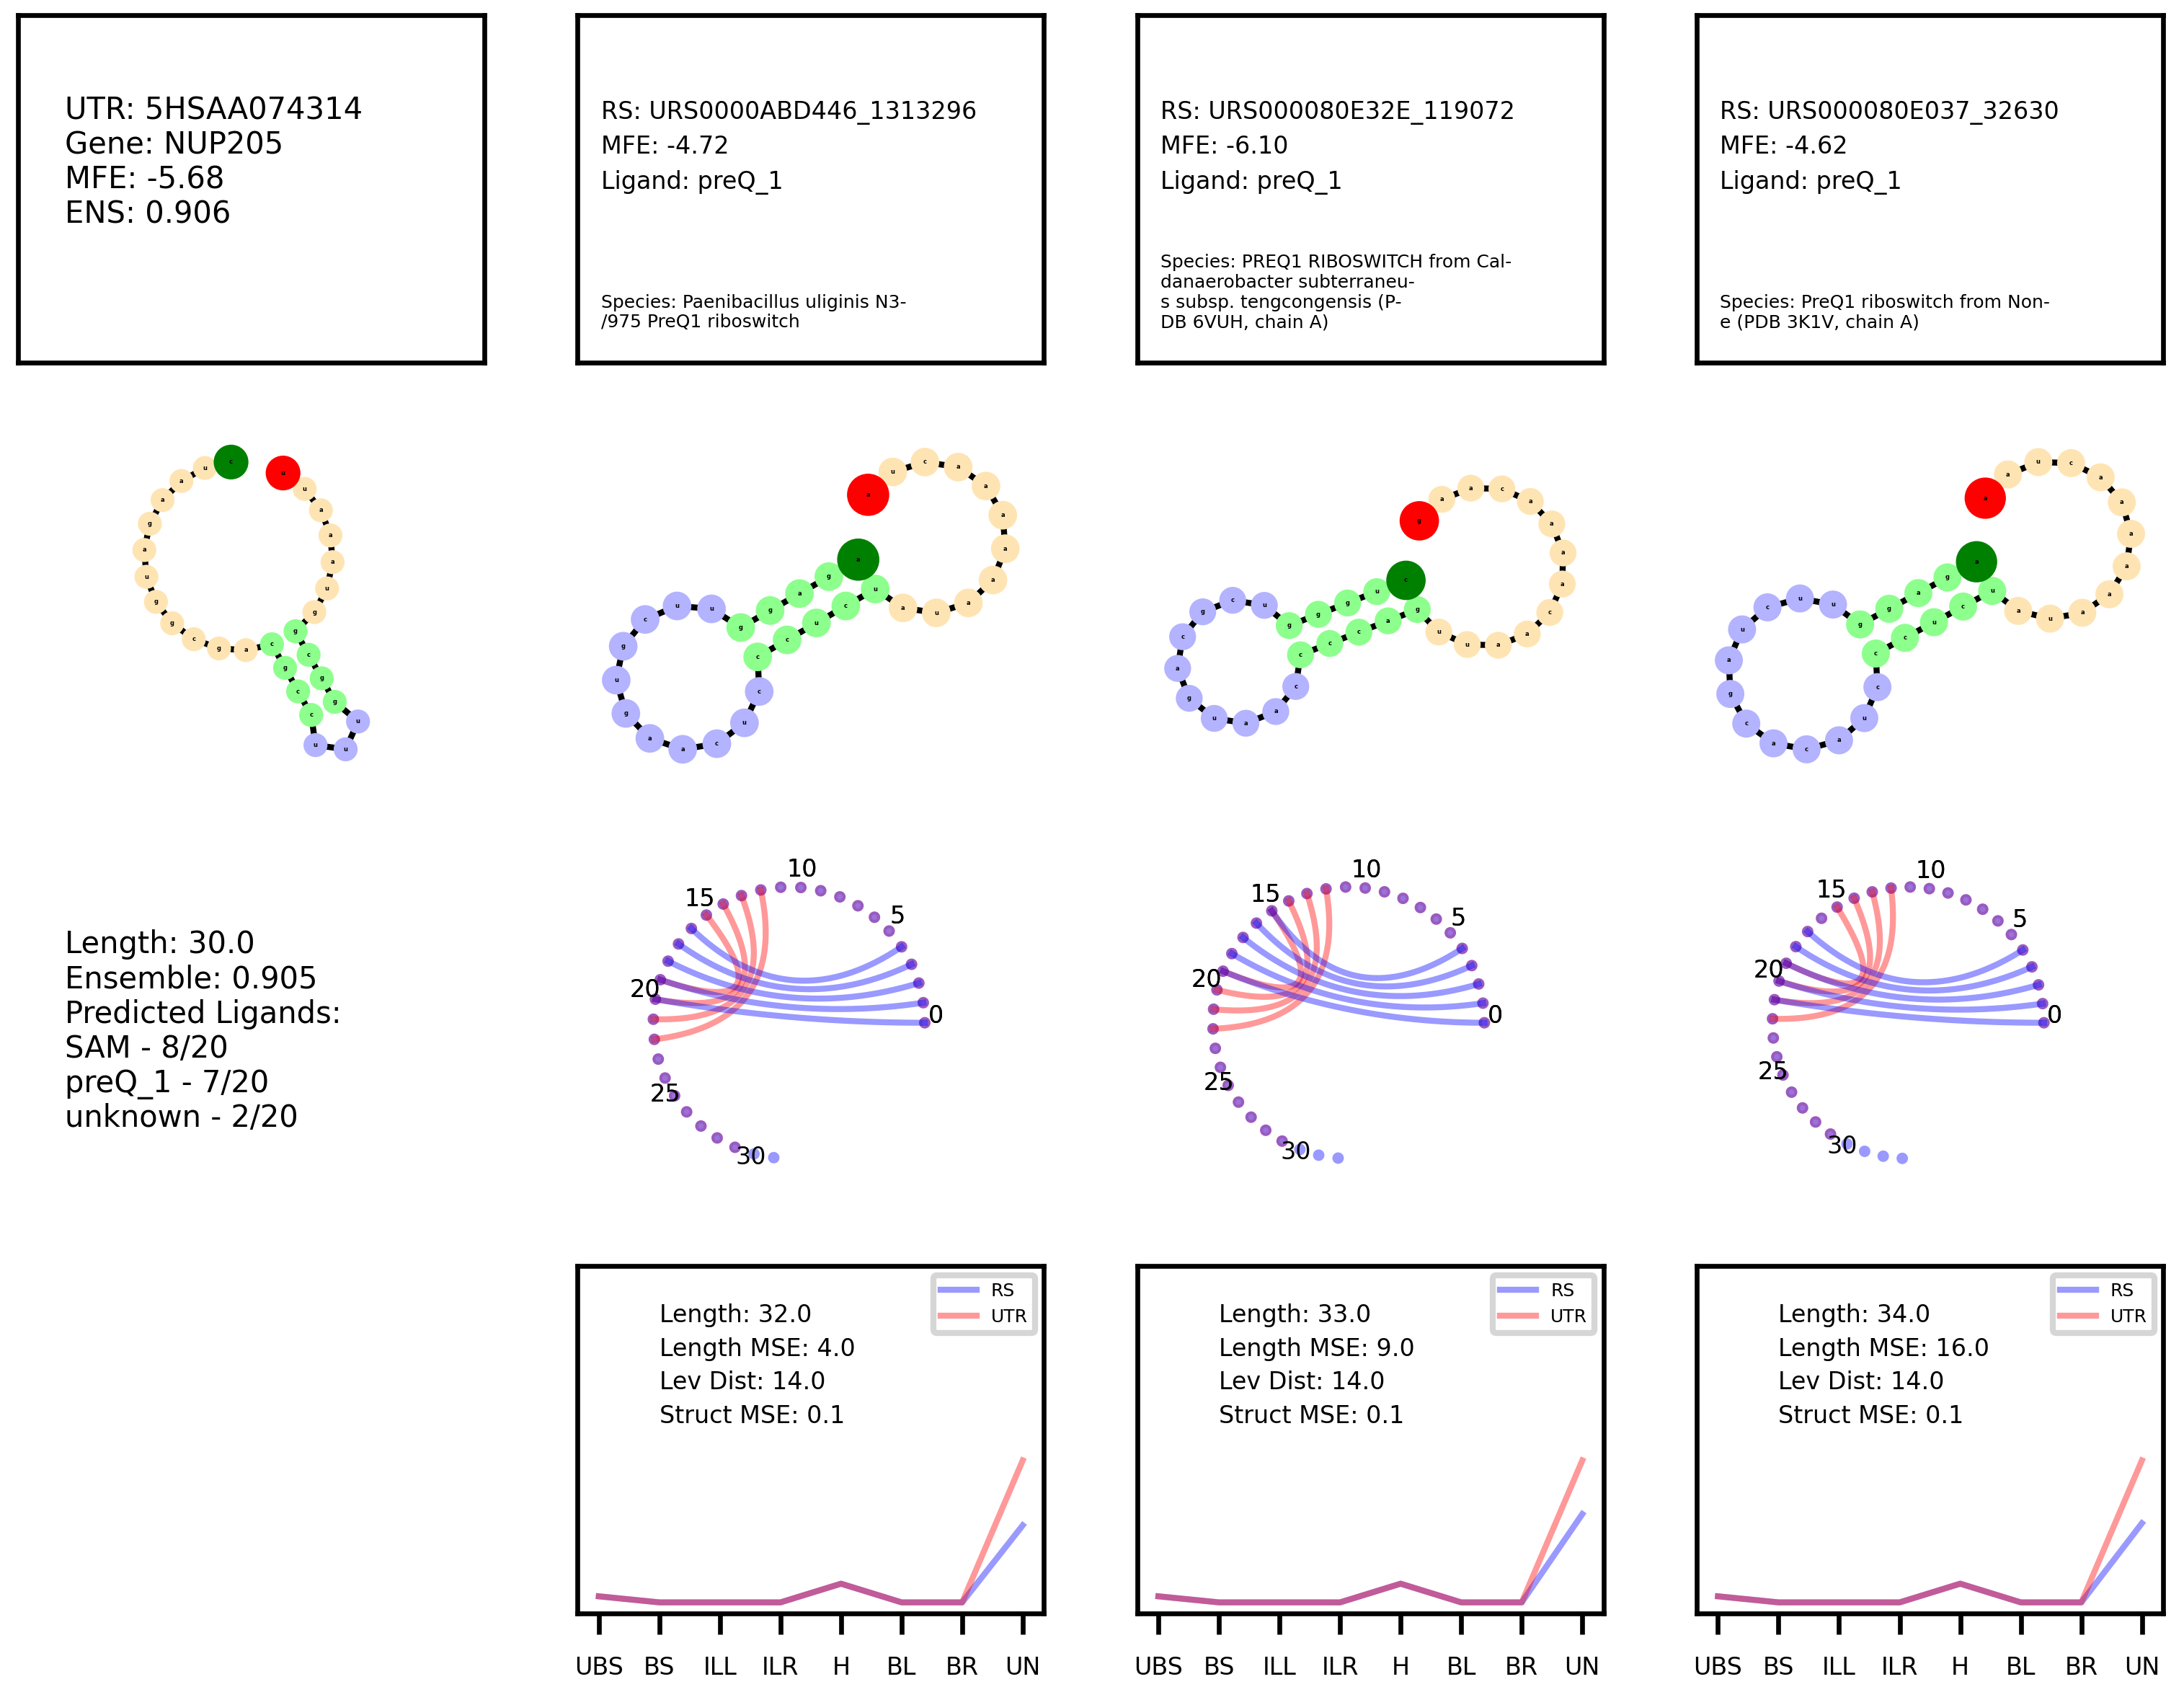 UTR: 5HSAA074314
Gene: NUP205
MFE: -5.68
ENS: 0.906
RS: URS0000ABD446_1313296
MFE: -4.72
Ligand: preQ_1
Species: Paenibacillus uliginis N3-
/975 PreQ1 riboswitch
RS: URS000080E32E_119072
MFE: -6.10
Ligand: preQ_1
Species: PREQ1 RIBOSWITCH from Cal-
danaerobacter subterraneu-
s subsp. tengcongensis (P-
DB 6VUH, chain A)
RS: URS000080E037_32630
MFE: -4.62
Ligand: preQ_1
Species: PreQ1 riboswitch from Non-
e (PDB 3K1V, chain A)
Length: 30.0
Ensemble: 0.905
Predicted Ligands:
SAM - 8/20
preQ_1 - 7/20
unknown - 2/20
0
5
10
15
20
25
30
0
5
10
15
20
25
30
0
5
10
15
20
25
30
RS
UTR
Length: 32.0
Length MSE: 4.0
Lev Dist: 14.0
Struct MSE: 0.1
UBS BS ILL ILR H BL BR UN
RS
UTR
Length: 33.0
Length MSE: 9.0
Lev Dist: 14.0
Struct MSE: 0.1
UBS BS ILL ILR H BL BR UN
RS
UTR
Length: 34.0
Length MSE: 16.0
Lev Dist: 14.0
Struct MSE: 0.1
UBS BS ILL ILR H BL BR UN